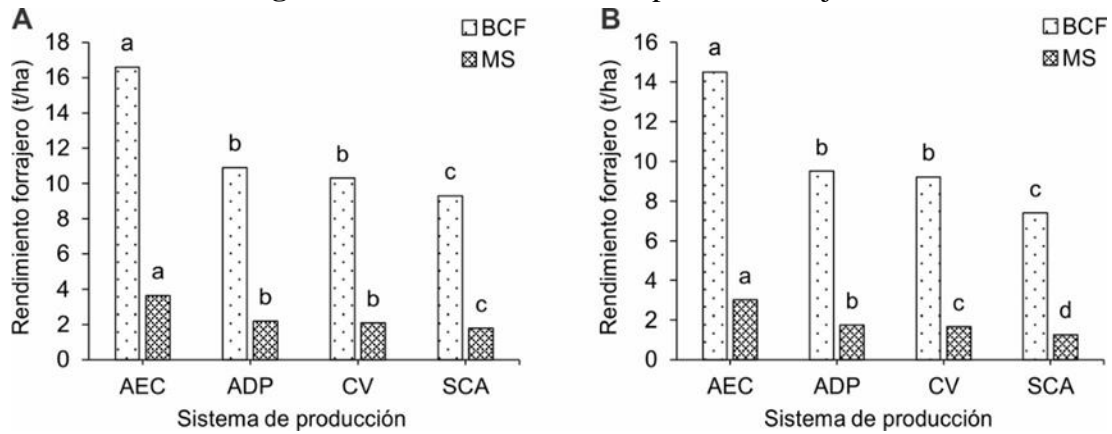 A
Rendimiento forrajero (t/ha)
18
16
14
12
10
8
6
4
2
0
BCF
MS
a
a
b
b
b
b
c
c
AEC
ADP
CV
SCA
Sistema de producción
B
Rendimiento forrajero (t/ha)
16
14
12
10
8
6
4
2
0
BCF
MS
a
a
b
b
b
c
c
d
AEC
ADP
CV
SCA
Sistema de producción